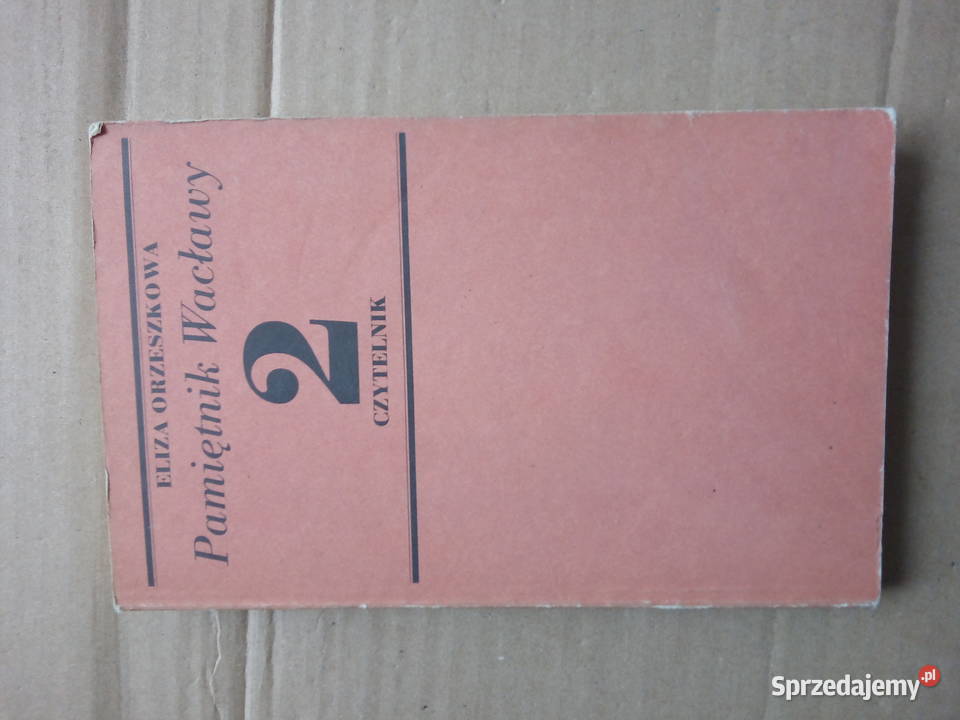 ELIZA ORZESZKOWA
Pamiętnik Wacławy
2
CZYTELNIK
Sprzedajemy.pl